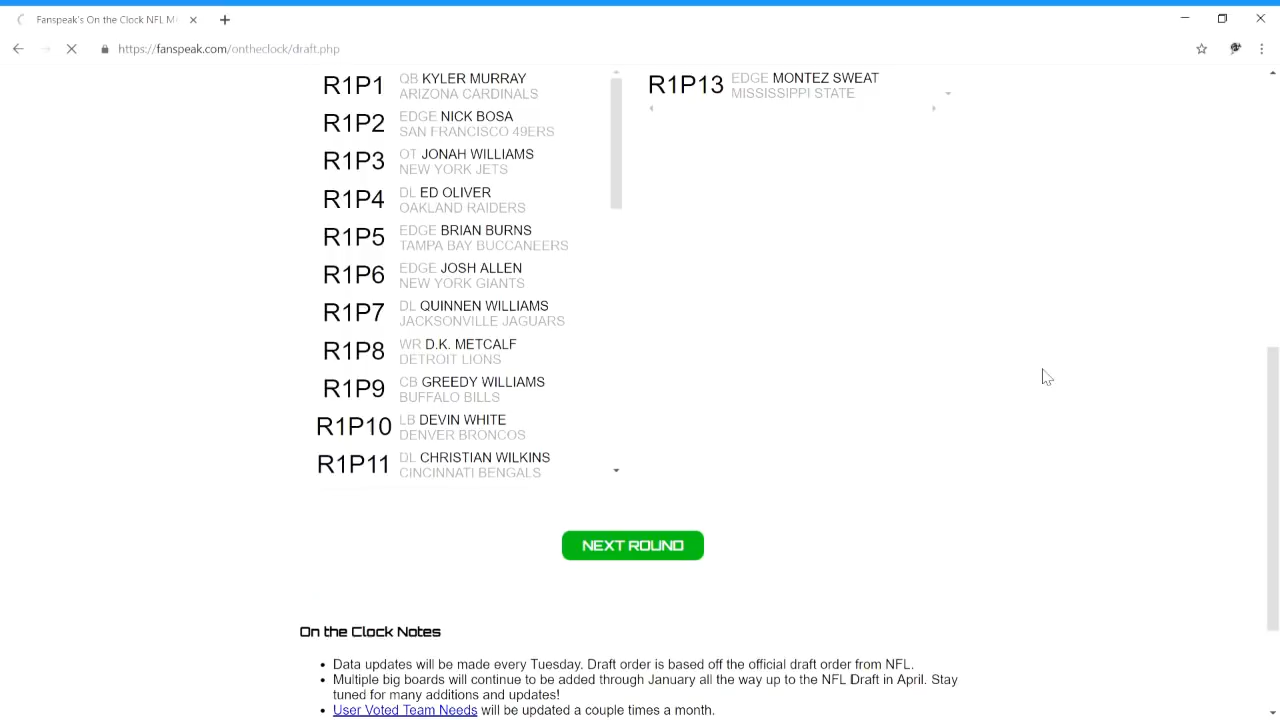 Fanspeak's On the Clock NFL M
https://fanspeak.com/ontheclock/draft.php
R1P1 QB KYLER MURRAY
ARIZONA CARDINALS
R1P2 EDGE NICK BOSA
SAN FRANCISCO 49ERS
R1P3 OT JONAH WILLIAMS
NEW YORK JETS
R1P4 DL ED OLIVER
OAKLAND RAIDERS
R1P5 EDGE BRIAN BURNS
TAMPA BAY BUCCANEERS
R1P6 EDGE JOSH ALLEN
NEW YORK GIANTS
R1P7 DL QUINNEN WILLIAMS
JACKSONVILLE JAGUARS
R1P8 WR D.K. METCALF
DETROIT LIONS
R1P9 CB GREEDY WILLIAMS
BUFFALO BILLS
R1P10 LB DEVIN WHITE
DENVER BRONCOS
R1P11 DL CHRISTIAN WILKINS
CINCINNATI BENGALS
R1P13 EDGE MONTEZ SWEAT
MISSISSIPPI STATE
NEXT ROUND
On the Clock Notes
• Data updates will be made every Tuesday. Draft order is based off the official draft order from NFL.
• Multiple big boards will continue to be added through January all the way up to the NFL Draft in April. Stay
tuned for many additions and updates!
• User Voted Team Needs will be updated a couple times a month.